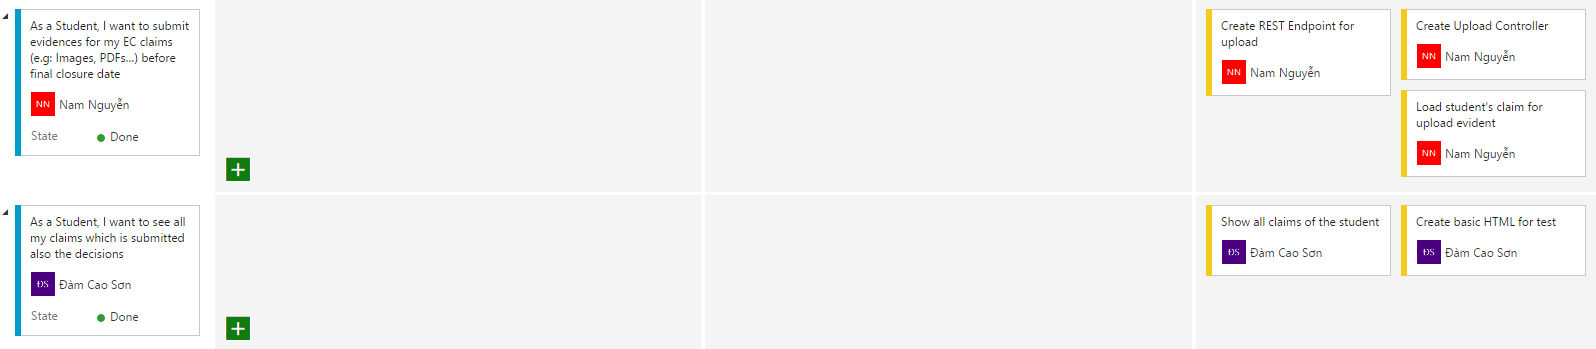 As a Student, I want to submit
evidences for my EC claims
(e.g: Images, PDFs...) before
final closure date
NN Nam Nguyễn
State Done
Create REST Endpoint for
upload
NN Nam Nguyễn
Create Upload Controller
NN Nam Nguyễn
Load student's claim for
upload evident
NN Nam Nguyễn
As a Student, I want to see all
my claims which is submitted
also the decisions
ĐS Đàm Cao Sơn
State Done
Show all claims of the student
ĐS Đàm Cao Sơn
Create basic HTML for test
ĐS Đàm Cao Sơn